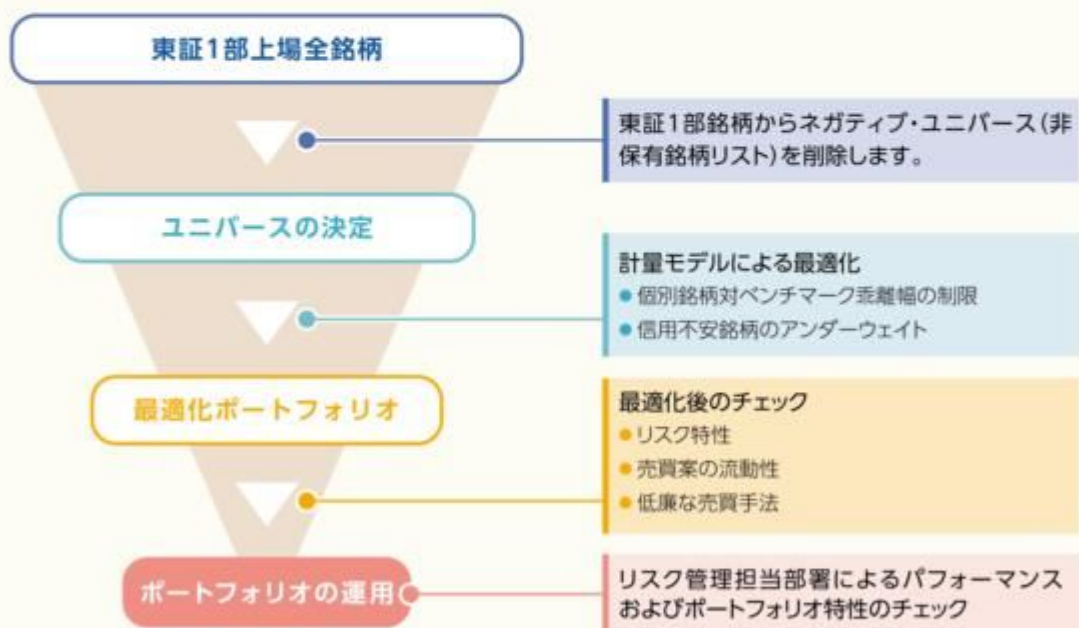 東証1部上場全銘柄
東証1部銘柄からネガティブ・ユニバース(非
保有銘柄リスト)を削除します。
ユニバースの決定
計量モデルによる最適化
● 個別銘柄対ベンチマーク乖離幅の制限
● 信用不安銘柄のアンダーウェイト
最適化ポートフォリオ
最適化後のチェック
● リスク特性
● 売買案の流動性
● 低廉な売買手法
ポートフォリオの運用
リスク管理担当部署によるパフォーマンス
およびポートフォリオ特性のチェック